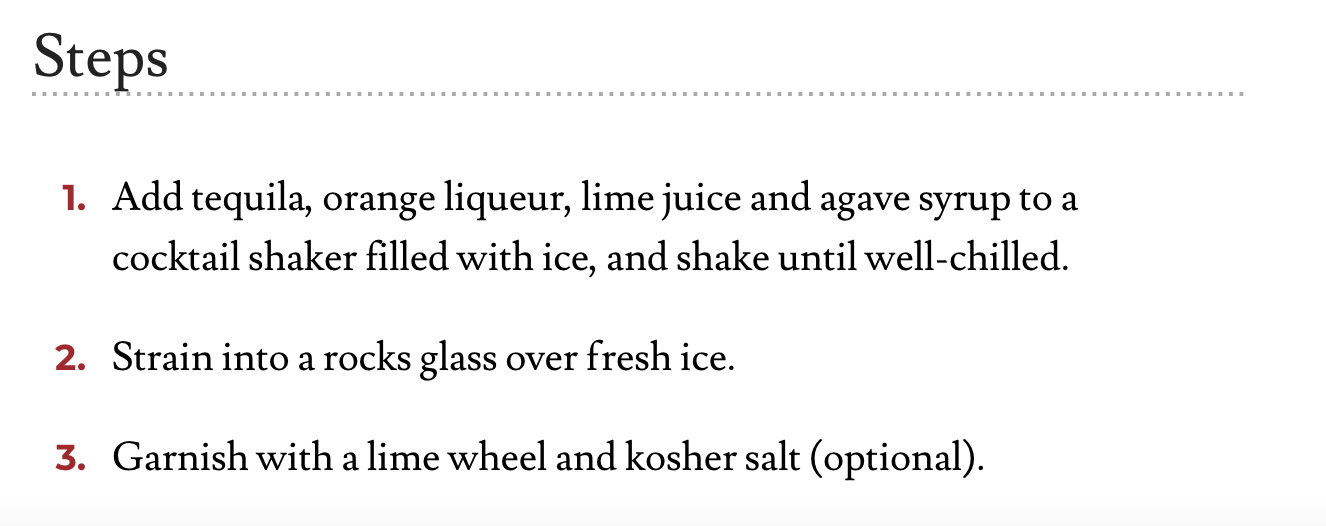 Steps
1. Add tequila, orange liqueur, lime juice and agave syrup to a
cocktail shaker filled with ice, and shake until well-chilled.
2. Strain into a rocks glass over fresh ice.
3. Garnish with a lime wheel and kosher salt (optional).